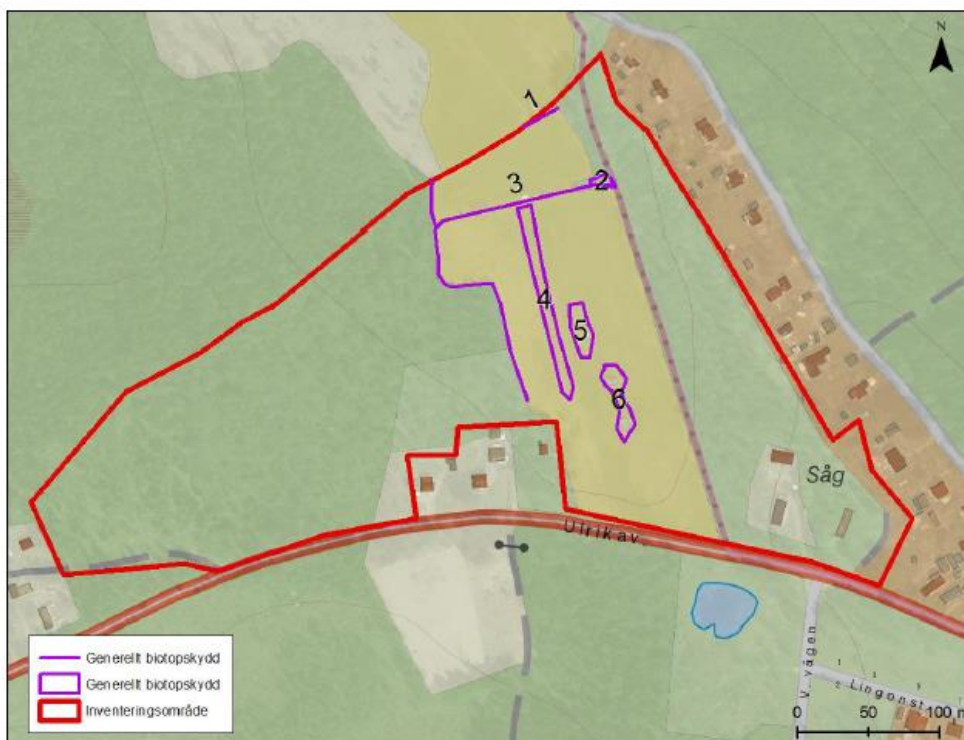 N
1
2
3
4
5
6
Såg
Ulrikav.
V. vägen
Lingonst.
Generellt biotopskydd
Generellt biotopskydd
Inventeringsområde
0 50 100 m